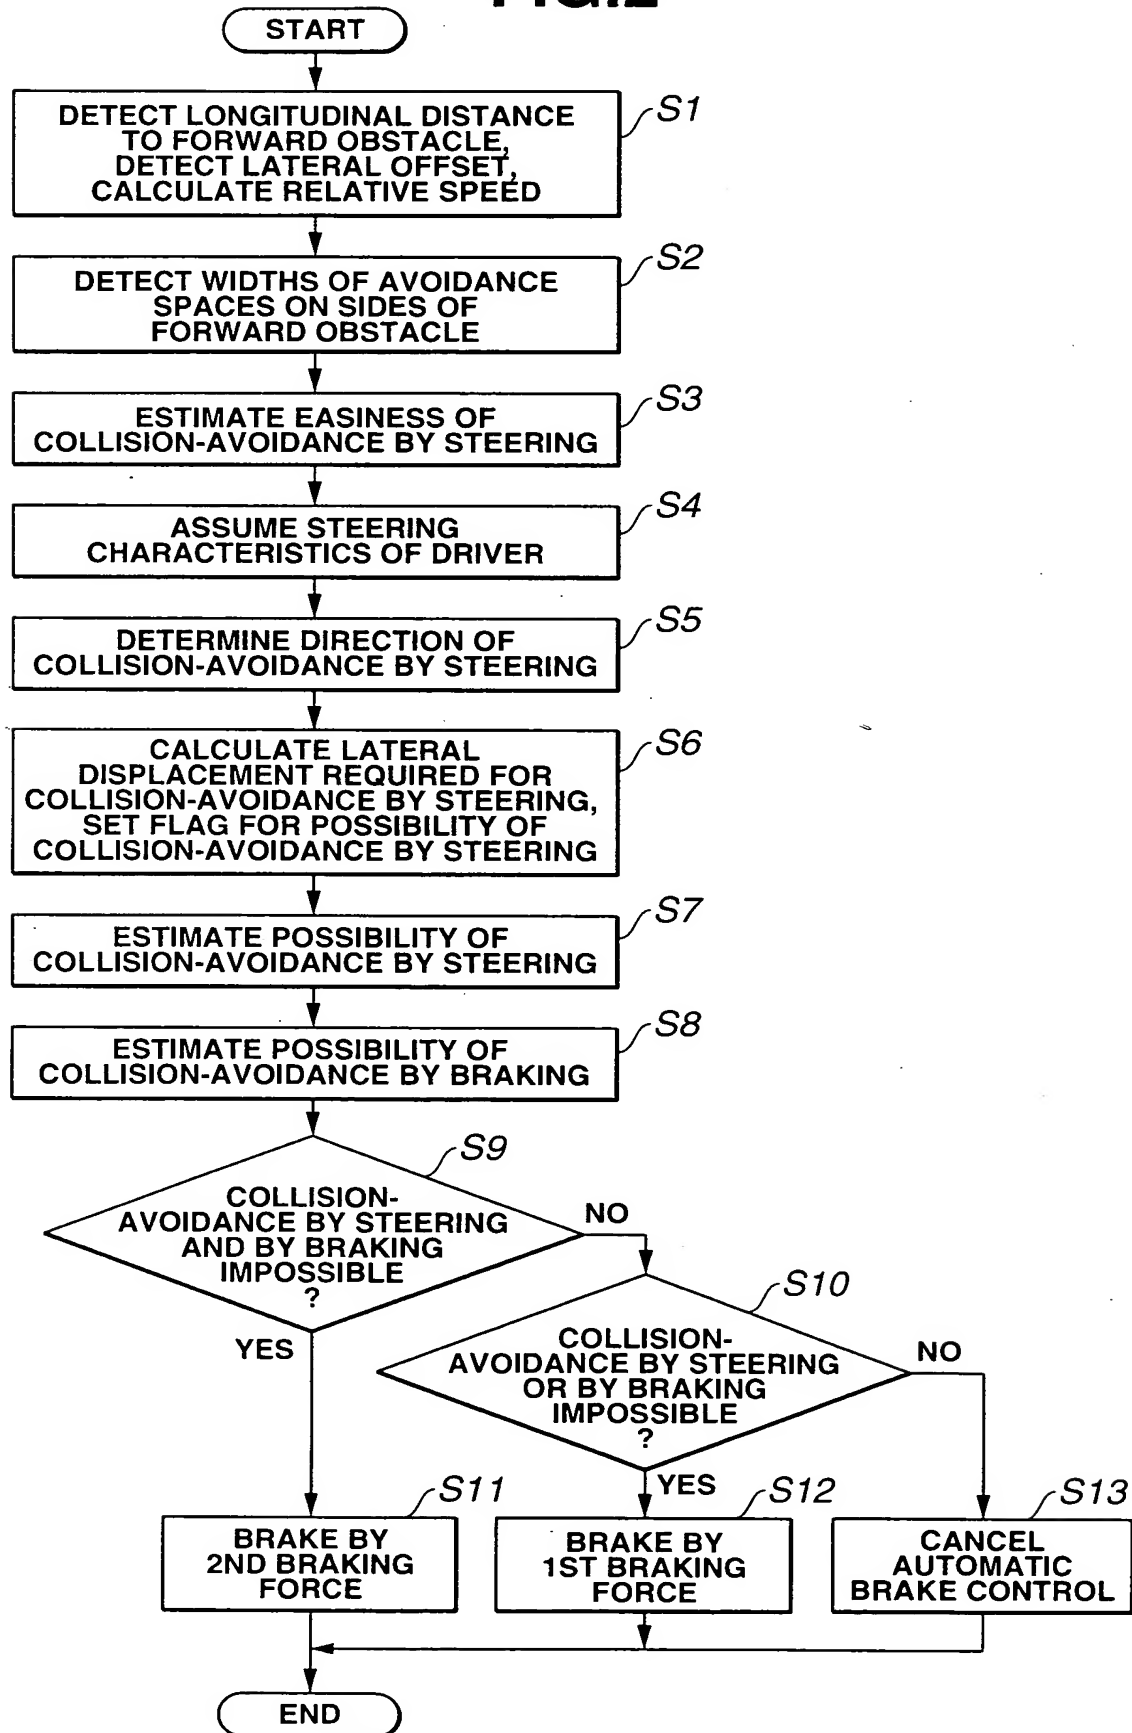 FIG.2
START
DETECT LONGITUDINAL DISTANCE
TO FORWARD OBSTACLE,
DETECT LATERAL OFFSET,
CALCULATE RELATIVE SPEED
S1
DETECT WIDTHS OF AVOIDANCE
SPACES ON SIDES OF
FORWARD OBSTACLE
S2
ESTIMATE EASINESS OF
COLLISION-AVOIDANCE BY STEERING
S3
ASSUME STEERING
CHARACTERISTICS OF DRIVER
S4
DETERMINE DIRECTION OF
COLLISION-AVOIDANCE BY STEERING
S5
CALCULATE LATERAL
DISPLACEMENT REQUIRED FOR
COLLISION-AVOIDANCE BY STEERING,
SET FLAG FOR POSSIBILITY OF
COLLISION-AVOIDANCE BY STEERING
S6
ESTIMATE POSSIBILITY OF
COLLISION-AVOIDANCE BY STEERING
S7
ESTIMATE POSSIBILITY OF
COLLISION-AVOIDANCE BY BRAKING
S8
S9
COLLISION-
AVOIDANCE BY STEERING
AND BY BRAKING
IMPOSSIBLE
?
NO
YES
S10
COLLISION-
AVOIDANCE BY STEERING
OR BY BRAKING
IMPOSSIBLE
?
NO
YES
S11
BRAKE BY
2ND BRAKING
FORCE
S12
BRAKE BY
1ST BRAKING
FORCE
S13
CANCEL
AUTOMATIC
BRAKE CONTROL
END